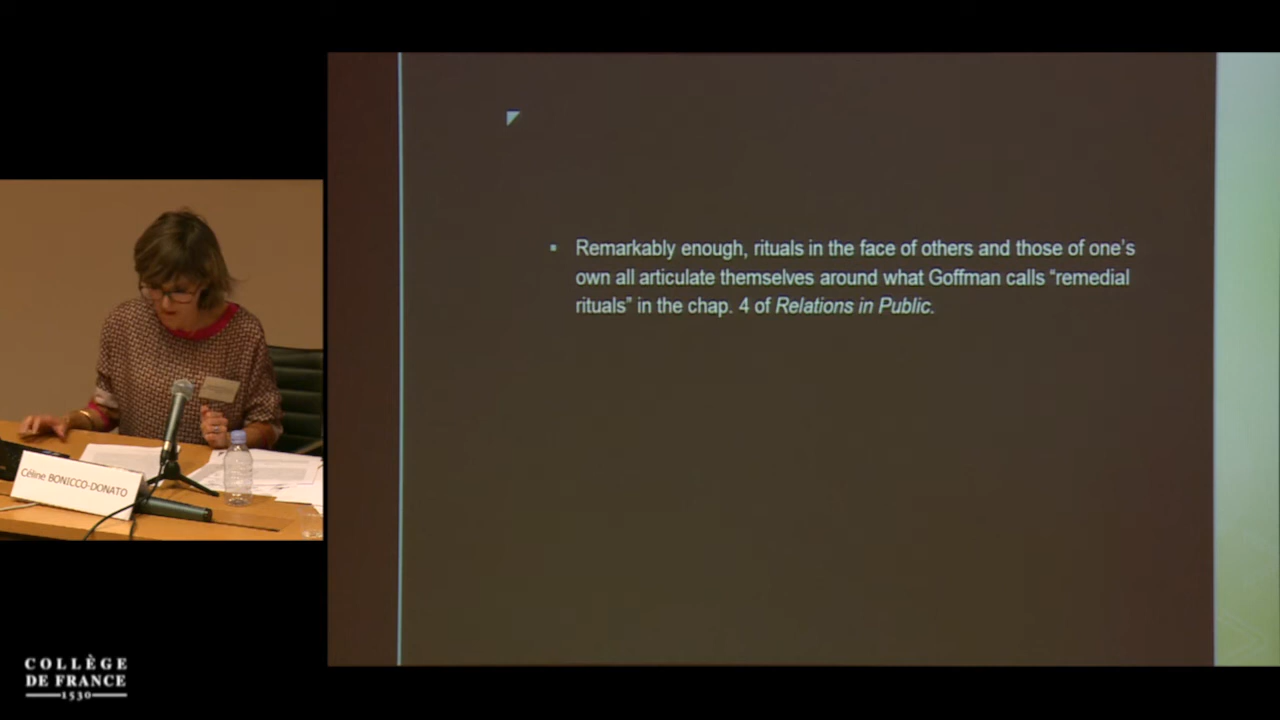 Remarkably enough, rituals in the face of others and those of one's
own all articulate themselves around what Goffman calls "remedial
rituals" in the chap. 4 of Relations in Public.
Céline BONICCO-DONATO
COLLÈGE
DE FRANCE
1530